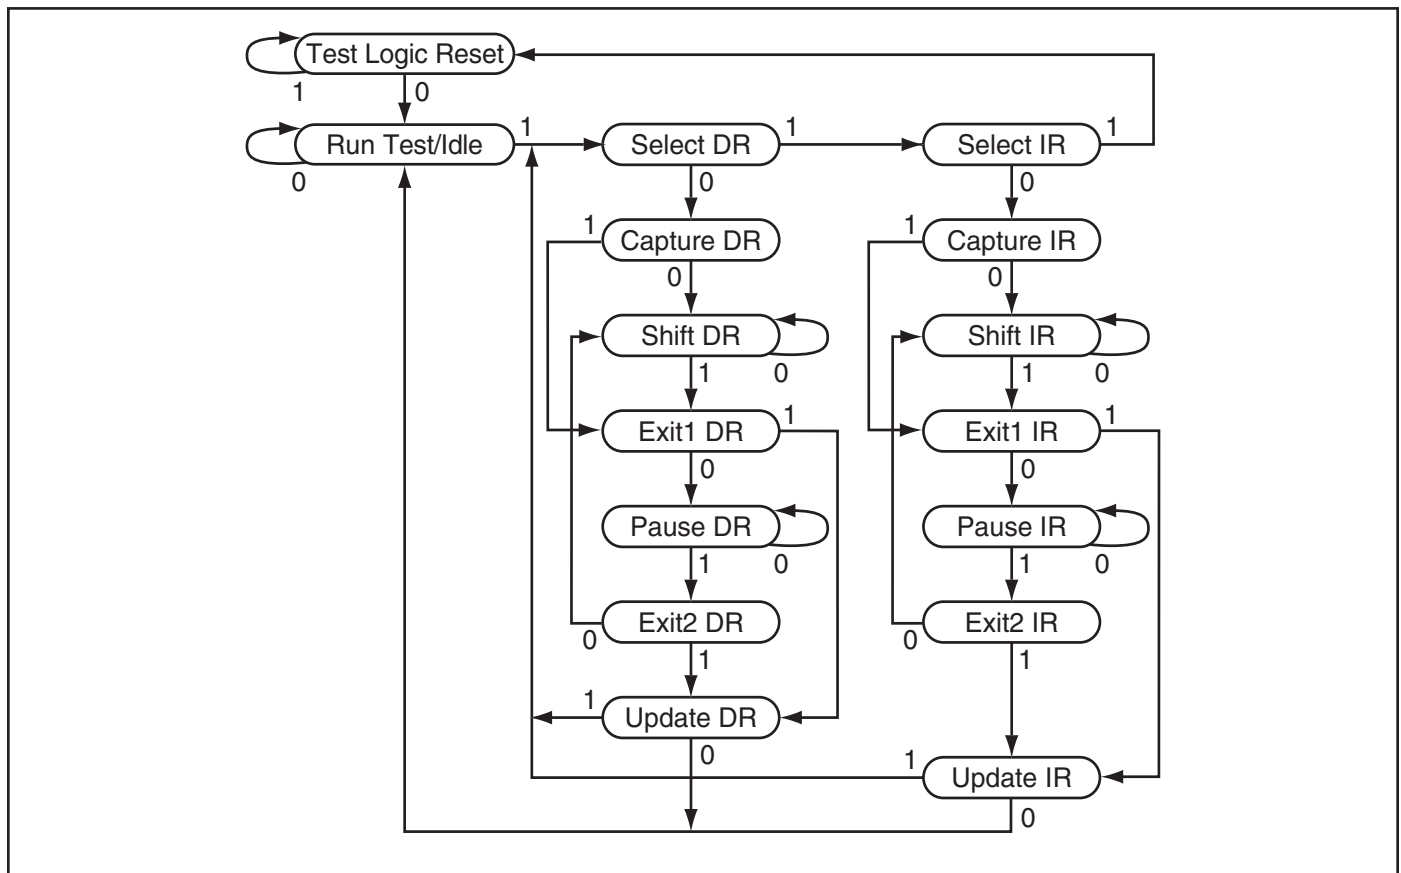 Test Logic Reset
1 0
Run Test/Idle 1 Select DR 1 Select IR 1
0 0 0
1 Capture DR 1 Capture IR
0 0
Shift DR Shift IR
1 0 1 0
Exit1 DR 1 Exit1 IR 1
0 0
Pause DR Pause IR
1 0 1 0
Exit2 DR Exit2 IR
0 1 0 1
1 Update DR
0
1 Update IR
0